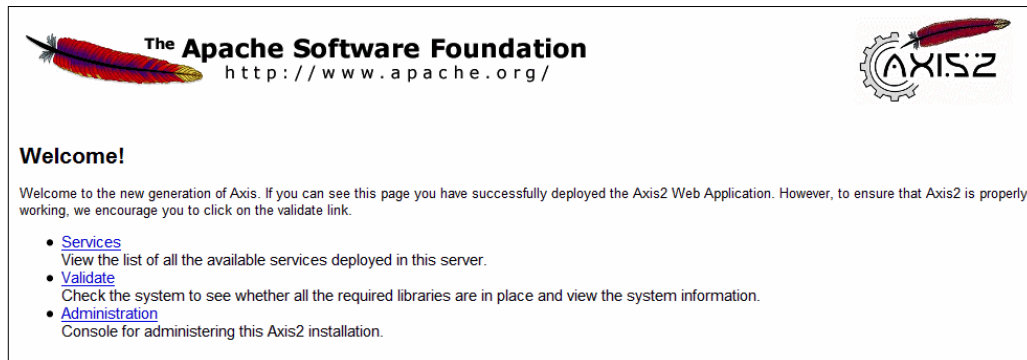 The Apache Software Foundation
http://www.apache.org/
AXIS2
Welcome!
Welcome to the new generation of Axis. If you can see this page you have successfully deployed the Axis2 Web Application. However, to ensure that Axis2 is properly
working, we encourage you to click on the validate link.
Services
View the list of all the available services deployed in this server.
Validate
Check the system to see whether all the required libraries are in place and view the system information.
Administration
Console for administering this Axis2 installation.